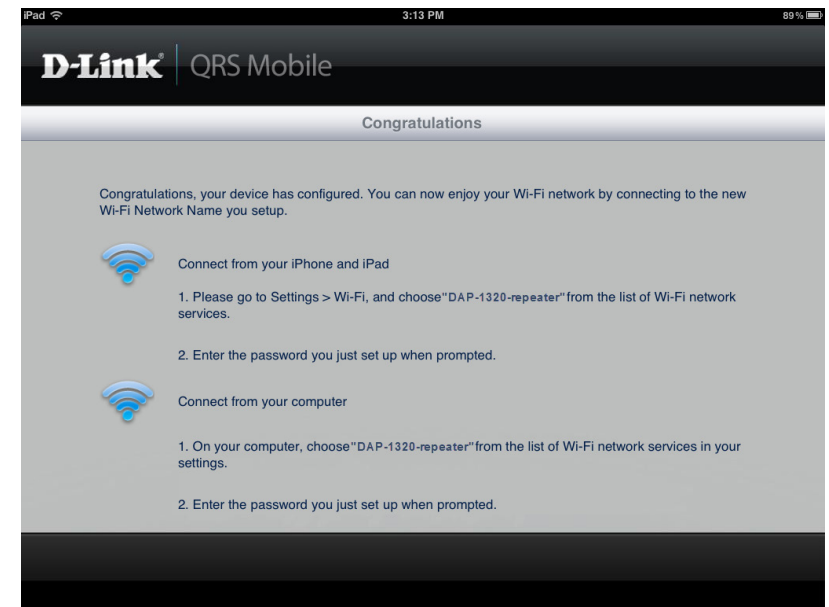 iPad 3:13 PM 89%
D-Link® QRS Mobile
Congratulations
Congratulations, your device has configured. You can now enjoy your Wi-Fi network by connecting to the new
Wi-Fi Network Name you setup.
Connect from your iPhone and iPad
1. Please go to Settings > Wi-Fi, and choose"DAP-1320-repeater"from the list of Wi-Fi network
services.
2. Enter the password you just set up when prompted.
Connect from your computer
1. On your computer, choose"DAP-1320-repeater"from the list of Wi-Fi network services in your
settings.
2. Enter the password you just set up when prompted.